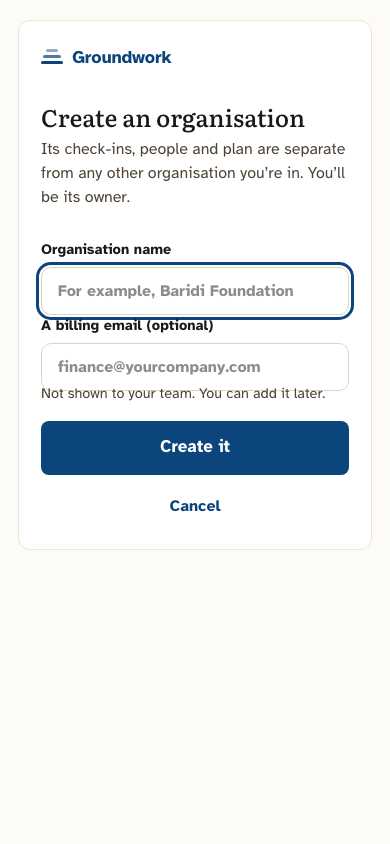 Groundwork
Create an organisation
Its check-ins, people and plan are separate
from any other organisation you’re in. You’ll
be its owner.
Organisation name
For example, Baridi Foundation
A billing email (optional)
finance@yourcompany.com
Not shown to your team. You can add it later.
Create it
Cancel